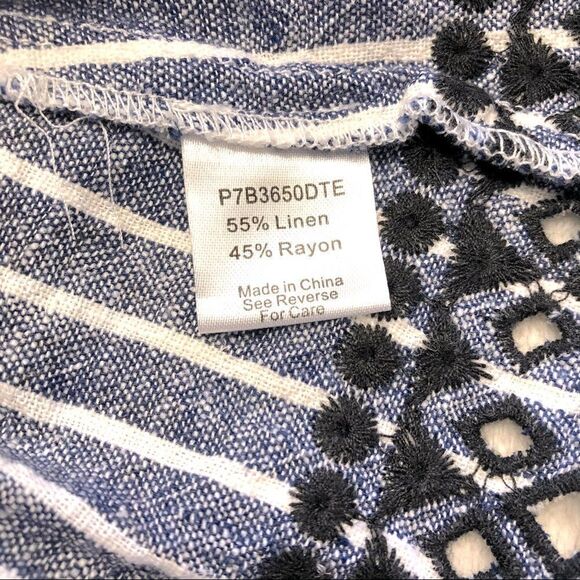 P7B3650DTE
55% Linen
45% Rayon
Made in China
See Reverse
For Care